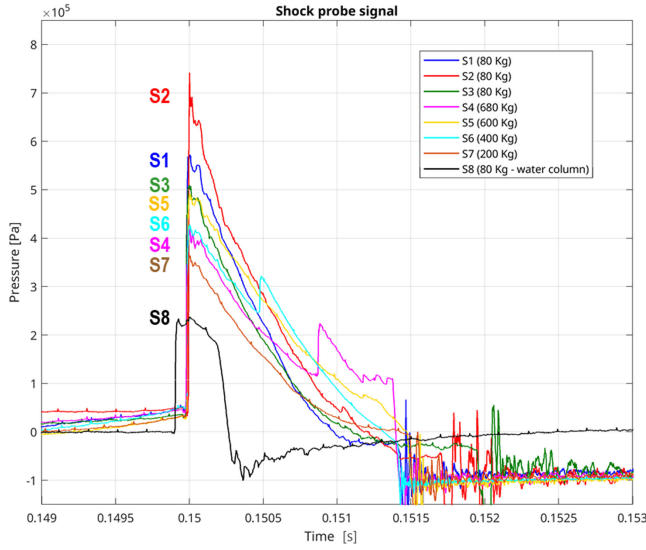 Shock probe signal
× 10⁵
8
7
6
5
4
3
2
1
0
-1
Pressure [Pa]
S2
S1
S3
S5
S6
S4
S7
S8
S1 (80 Kg)
S2 (80 Kg)
S3 (80 Kg)
S4 (680 Kg)
S5 (600 Kg)
S6 (400 Kg)
S7 (200 Kg)
S8 (80 Kg - water column)
0.149 0.1495 0.15 0.1505 0.151 0.1515 0.152 0.1525 0.153
Time [s]